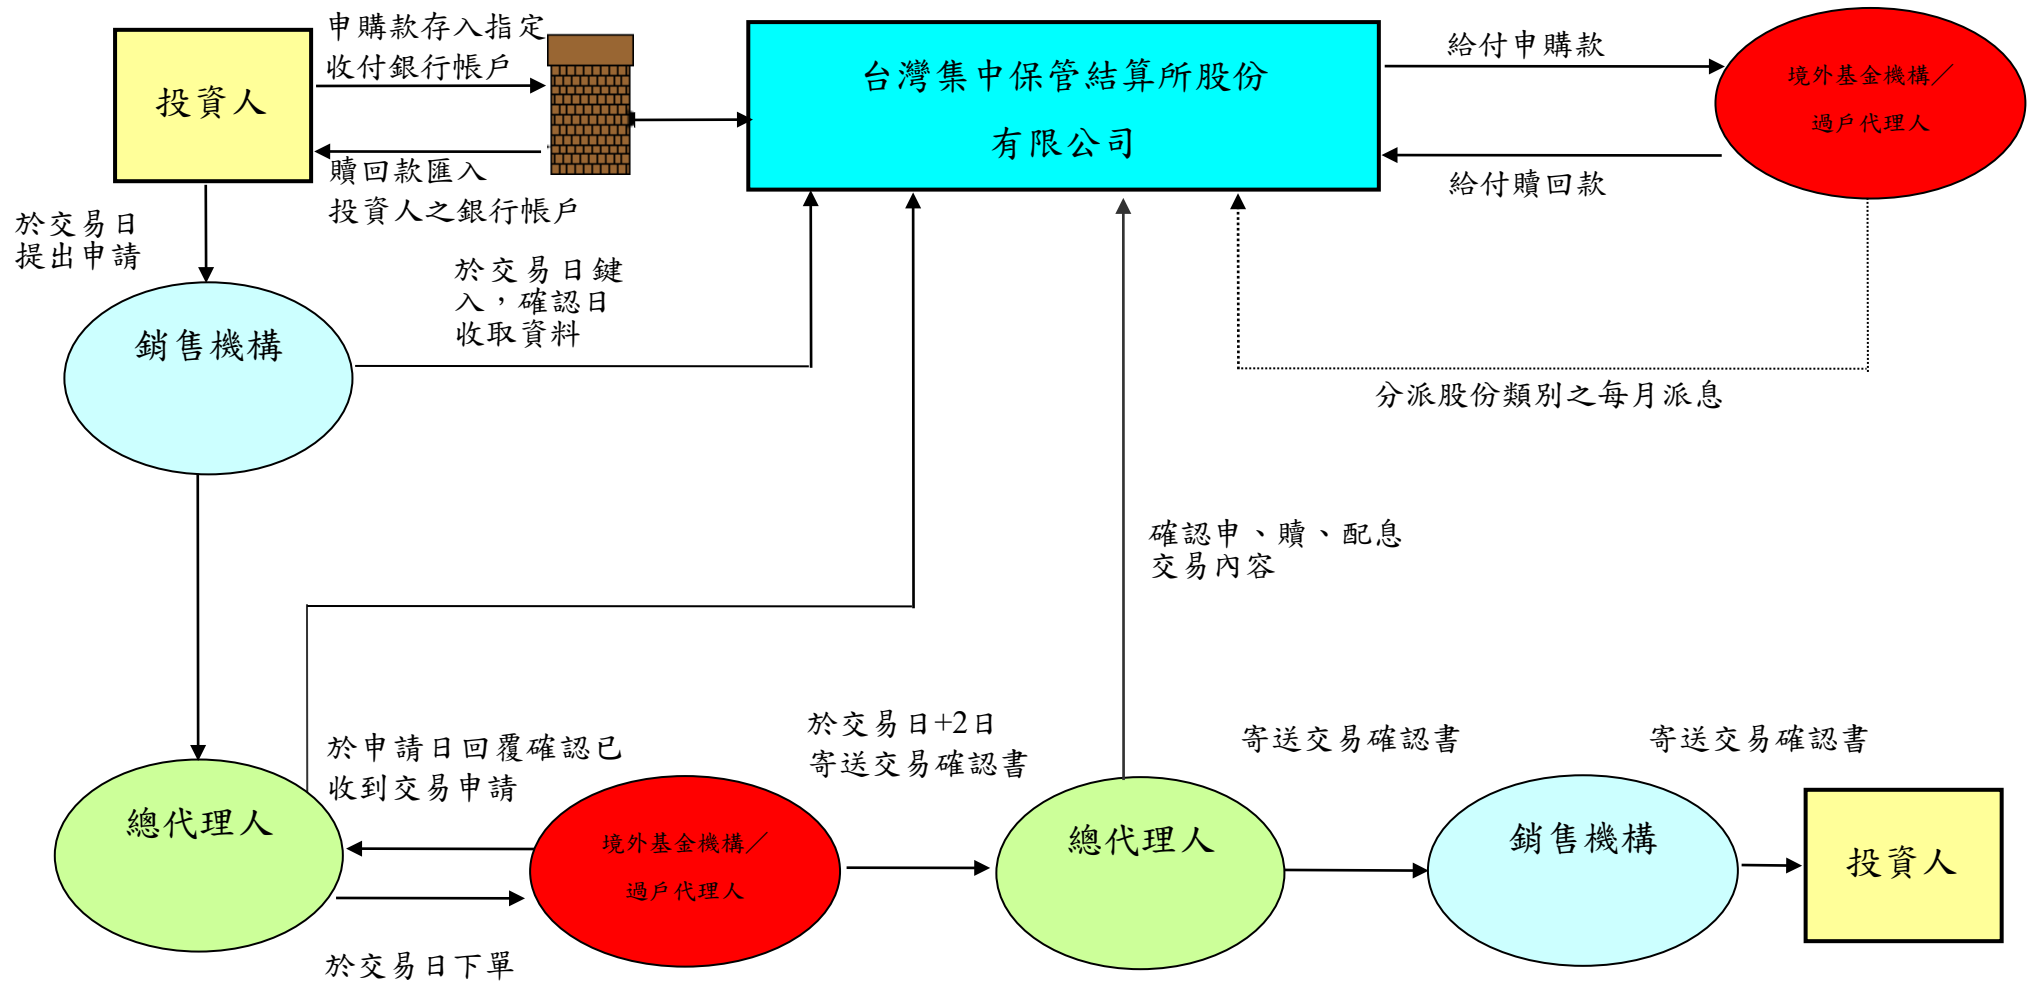 申購款存入指定
收付銀行帳戶
投資人
贖回款匯入
投資人之銀行帳戶
台灣集中保管結算所股份
有限公司
給付申購款
境外基金機構／
過戶代理人
給付贖回款
於交易日
提出申請
於交易日鍵
入，確認日
收取資料
銷售機構
分派股份類別之每月派息
確認申、贖、配息
交易內容
於申請日回覆確認已
收到交易申請
於交易日+2日
寄送交易確認書
寄送交易確認書
寄送交易確認書
總代理人
境外基金機構／
過戶代理人
總代理人
銷售機構
投資人
於交易日下單